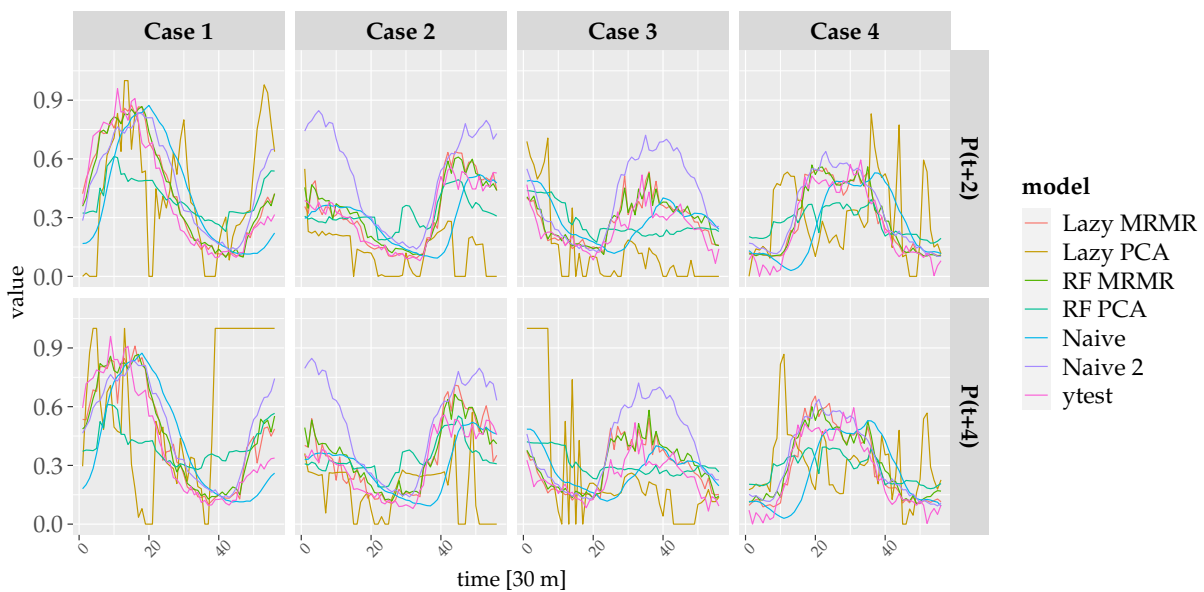 Case 1 Case 2 Case 3 Case 4
0.9
0.6
0.3
0.0
P(t+2)
0.9
0.6
0.3
0.0
P(t+4)
value
0 20 40 0 20 40 0 20 40 0 20 40
time [30 m]
model
Lazy MRMR
Lazy PCA
RF MRMR
RF PCA
Naive
Naive 2
ytest